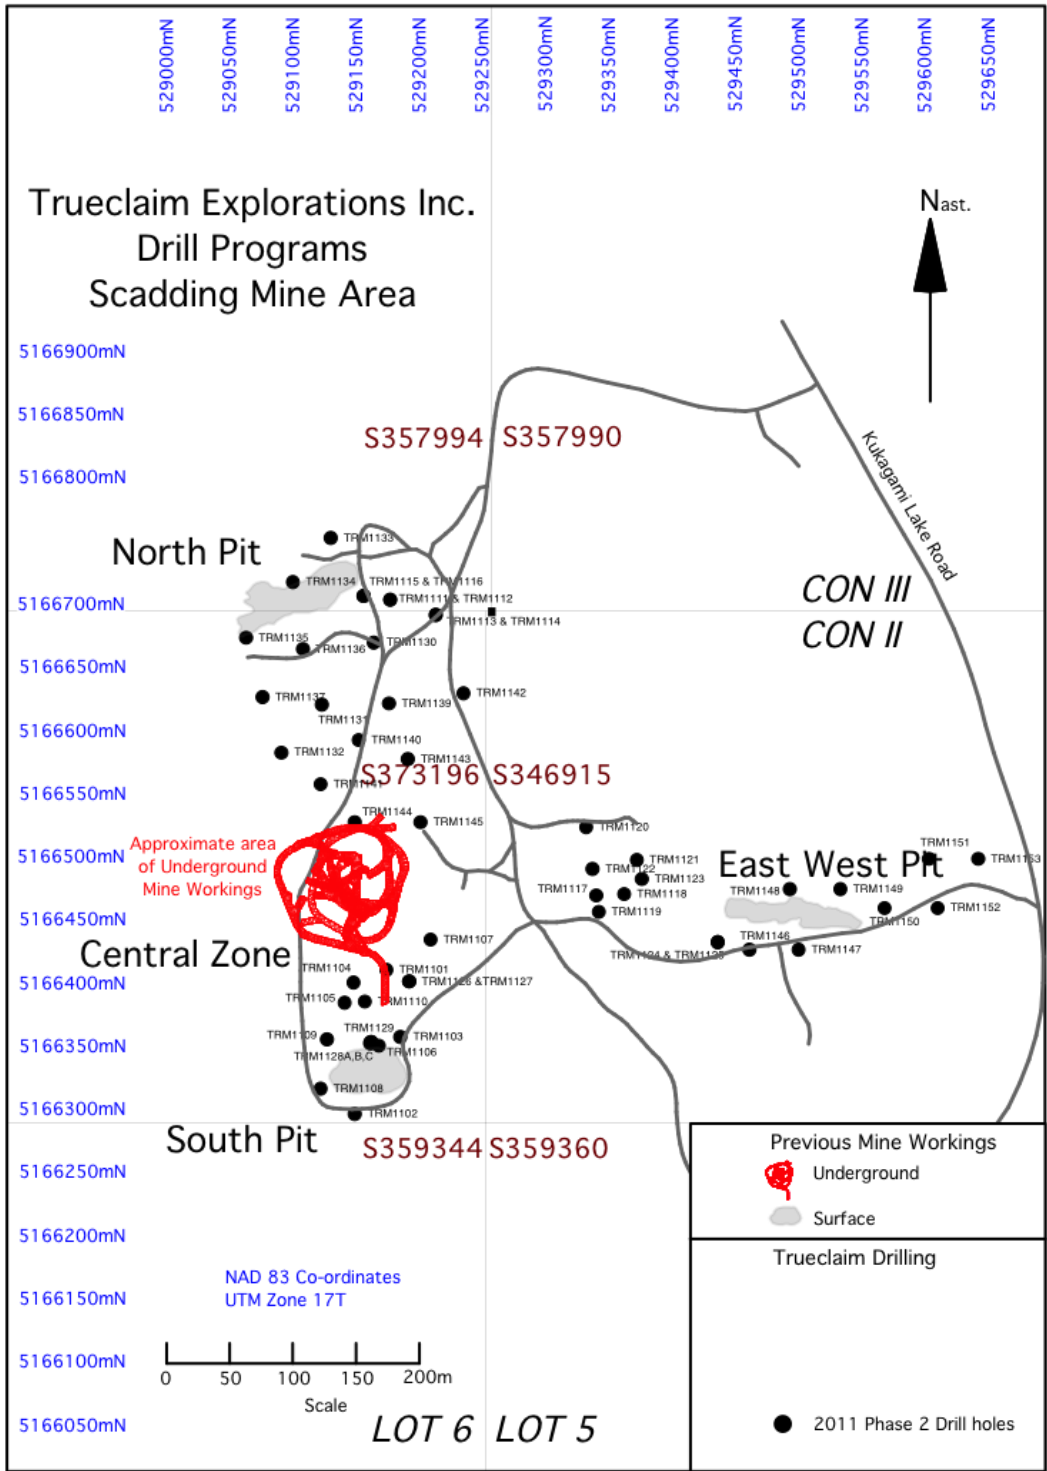 529000mN
529050mN
529100mN
529150mN
529200mN
529250mN
529300mN
529350mN
529400mN
529450mN
529500mN
529550mN
529600mN
529650mN
Trueclaim Explorations Inc.
Drill Programs
Scadding Mine Area
Nast.
5166900mN
5166850mN
S357994 S357990
Kukagami Lake Road
5166800mN
TRM1133
North Pit
TRM1134
TRM1115 & TRM1116
CON III
5166700mN
TRM1111 & TRM1112
TRM1113 & TRM1114
CON II
TRM1135
TRM1136
TRM1130
5166650mN
TRM1137
TRM1131
TRM1139
TRM1142
5166600mN
TRM1140
TRM1132
TRM1143
S373196 S346915
TRM1141
5166550mN
TRM1144
TRM1145
TRM1120
Approximate area
of Underground
Mine Workings
5166500mN
TRM1121
TRM1122
TRM1123
East West Pit
TRM1151
TRM1153
TRM1117
TRM1118
TRM1119
TRM1148
TRM1149
TRM1150
TRM1152
5166450mN
TRM1107
TRM1124 & TRM1125
TRM1146
TRM1147
Central Zone
TRM1104
TRM1101
5166400mN
TRM1126 &TRM1127
TRM1105
TRM1110
5166350mN
TRM1109
TRM1129
TRM1103
TRM1128A,B,C
TRM1106
TRM1108
5166300mN
TRM1102
South Pit
S359344 S359360
5166250mN
Previous Mine Workings
Underground
Surface
5166200mN
Trueclaim Drilling
NAD 83 Co-ordinates
UTM Zone 17T
5166150mN
5166100mN
0 50 100 150 200m
Scale
5166050mN
LOT 6 LOT 5
2011 Phase 2 Drill holes